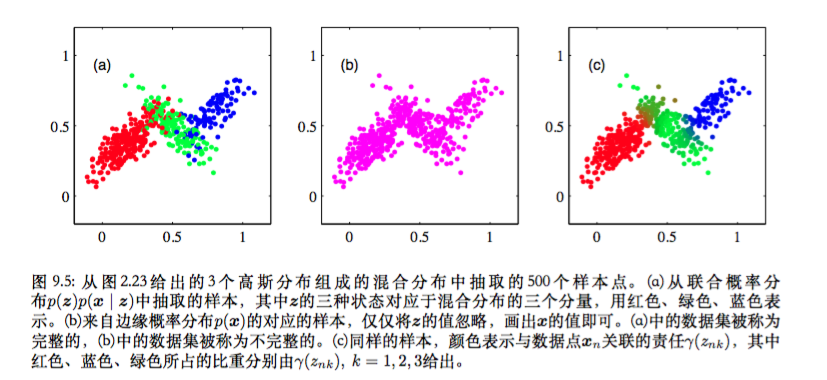 (a)
1
0.5
0
0
0.5
1
(b)
1
0.5
0
0
0.5
1
(c)
1
0.5
0
0
0.5
1
图 9.5: 从图2.23给出的3个高斯分布组成的混合分布中抽取的500个样本点。(a)从联合概率分
布p(z)p(x | z)中抽取的样本，其中z的三种状态对应于混合分布的三个分量，用红色、绿色、蓝色表
示。(b)来自边缘概率分布p(x)的对应的样本，仅仅将z的值忽略，画出x的值即可。(a)中的数据集被称为
完整的，(b)中的数据集被称为不完整的。(c)同样的样本，颜色表示与数据点xₙ关联的责任γ(zₙₖ)，其中
红色、蓝色、绿色所占的比重分别由γ(zₙₖ), k = 1, 2, 3给出。